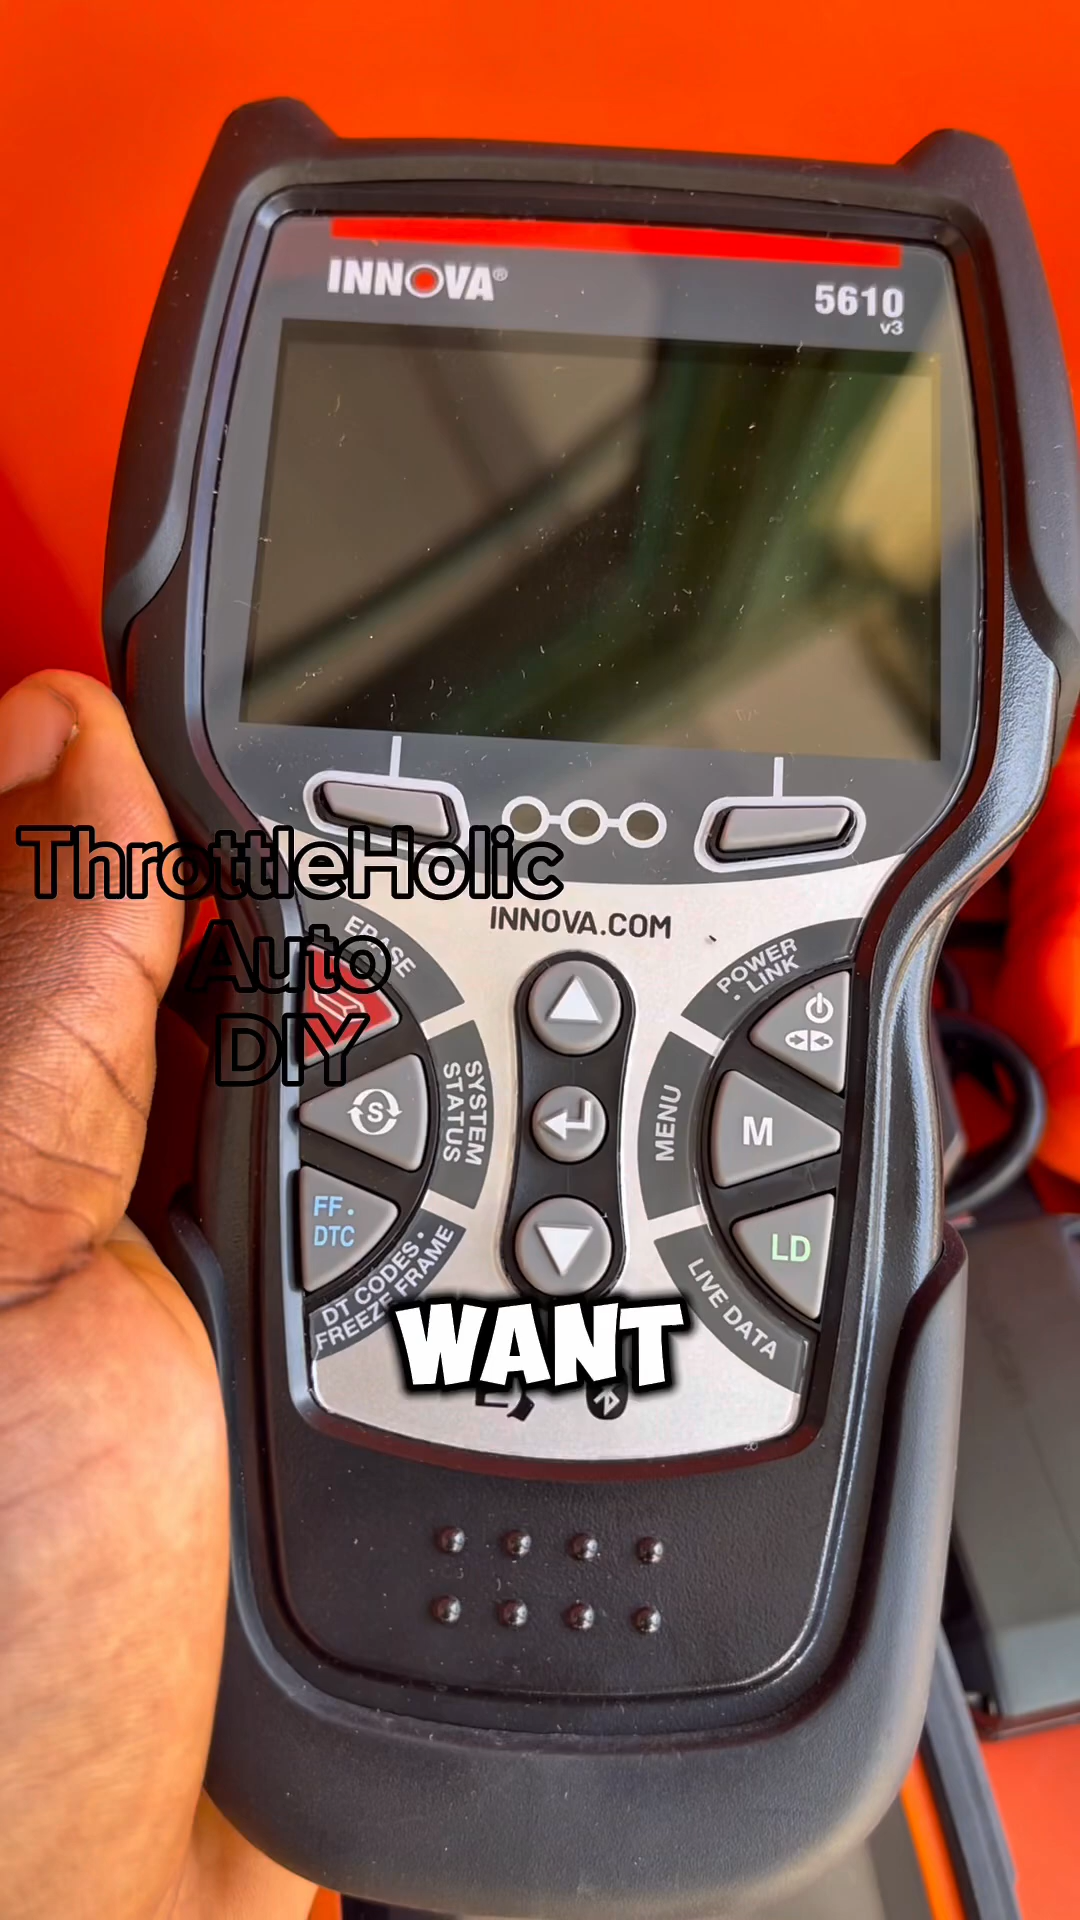 INNOVA®
5610
v3
ThrottleHolic
Auto
DIY
INNOVA.COM
ERASE
POWER
• LINK
SYSTEM
STATUS
S
MENU
M
FF.
DTC
DT CODES •
FREEZE FRAME
LD
LIVE DATA
WANT